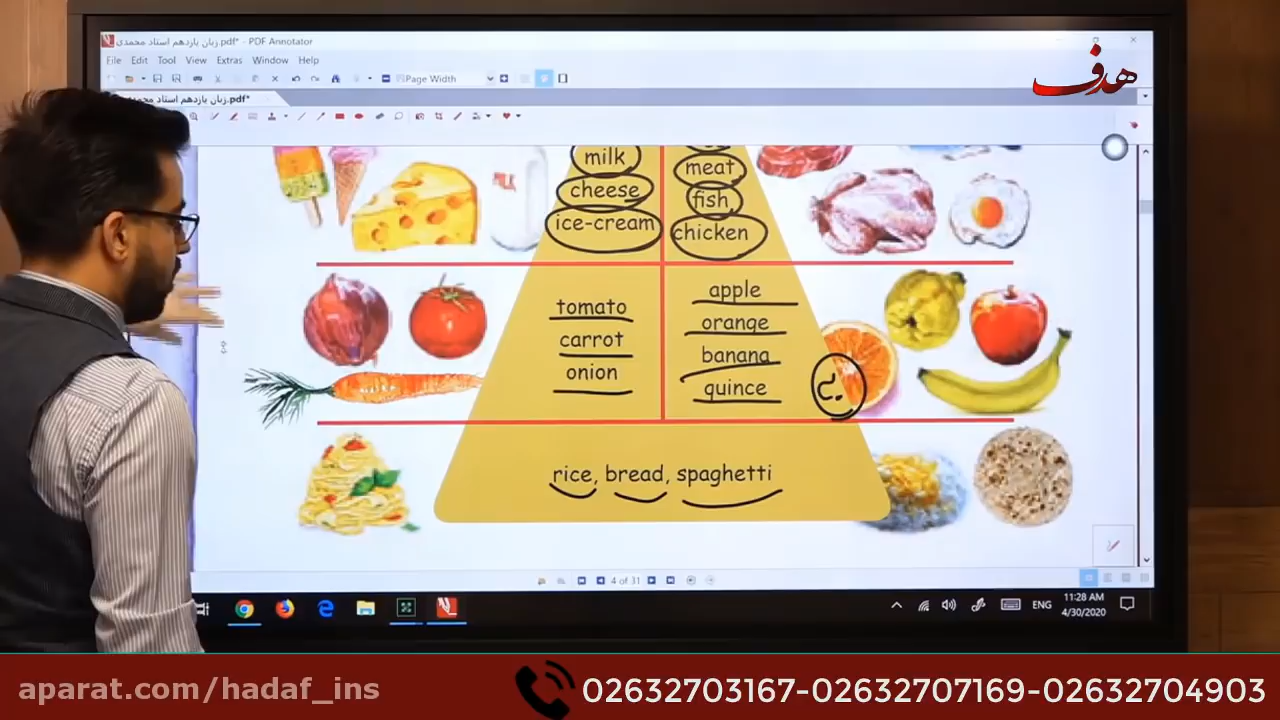 زبان یازدهم استاد محمدی.pdf* - PDF Annotator
هدف
File Edit Tool View Extras Window Help
Page Width
زبان یازدهم استاد محمدی.pdf*
milk
cheese
ice-cream
meat
fish
chicken
tomato
carrot
onion
apple
orange
banana
quince
به
rice, bread, spaghetti
4 of 31
ENG
11:28 AM
4/30/2020
aparat.com/hadaf_ins
02632703167-02632707169-02632704903